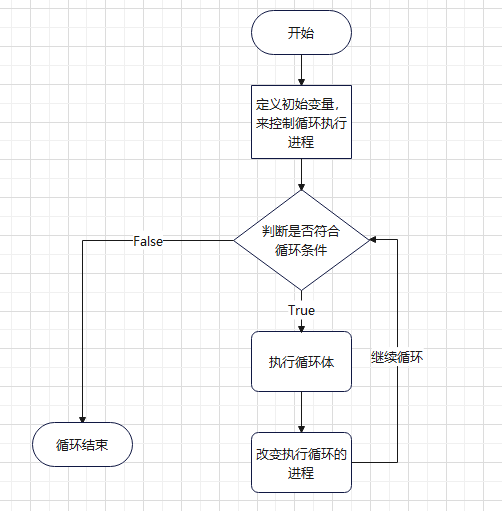 开始
定义初始变量，
来控制循环执行
进程
判断是否符合
循环条件
False
True
执行循环体
继续循环
循环结束
改变执行循环的
进程